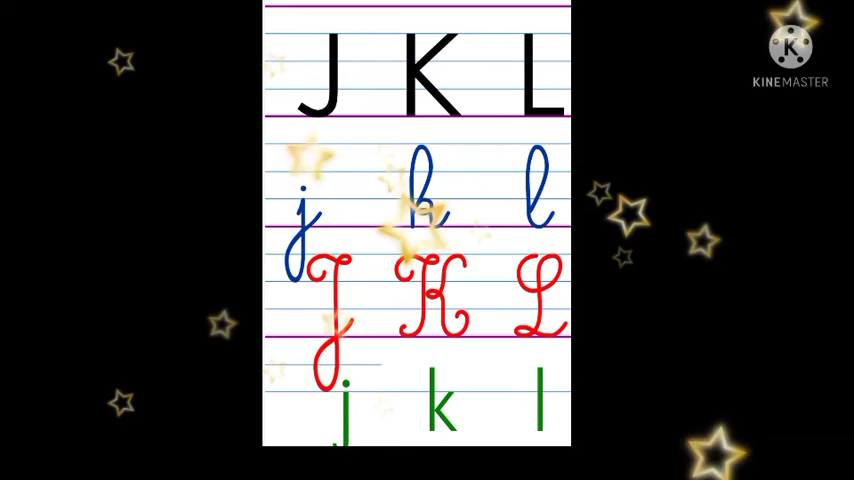 J K L
j k l
J K L
j k l
K
KINEMASTER